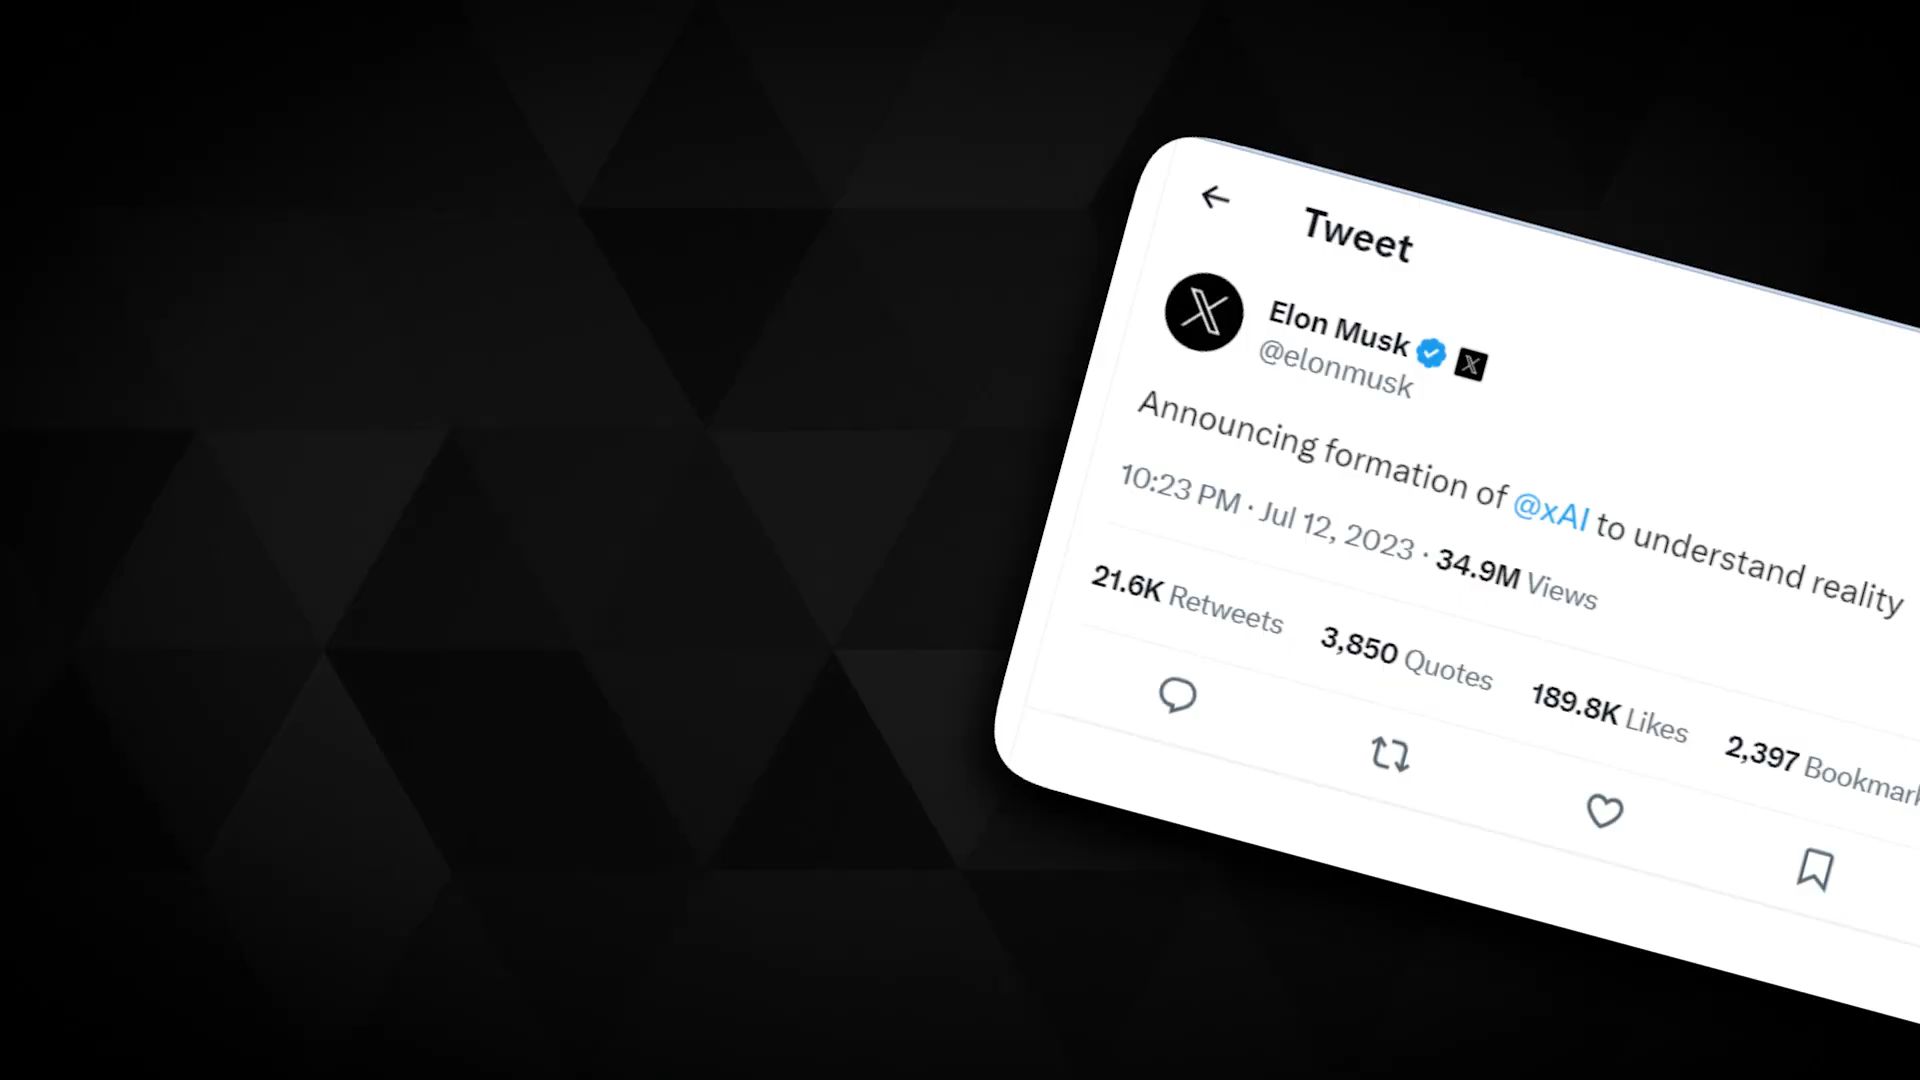 Tweet
Elon Musk
@elonmusk
Announcing formation of @xAI to understand reality
10:23 PM · Jul 12, 2023 · 34.9M Views
21.6K Retweets 3,850 Quotes 189.8K Likes 2,397 Bookmark